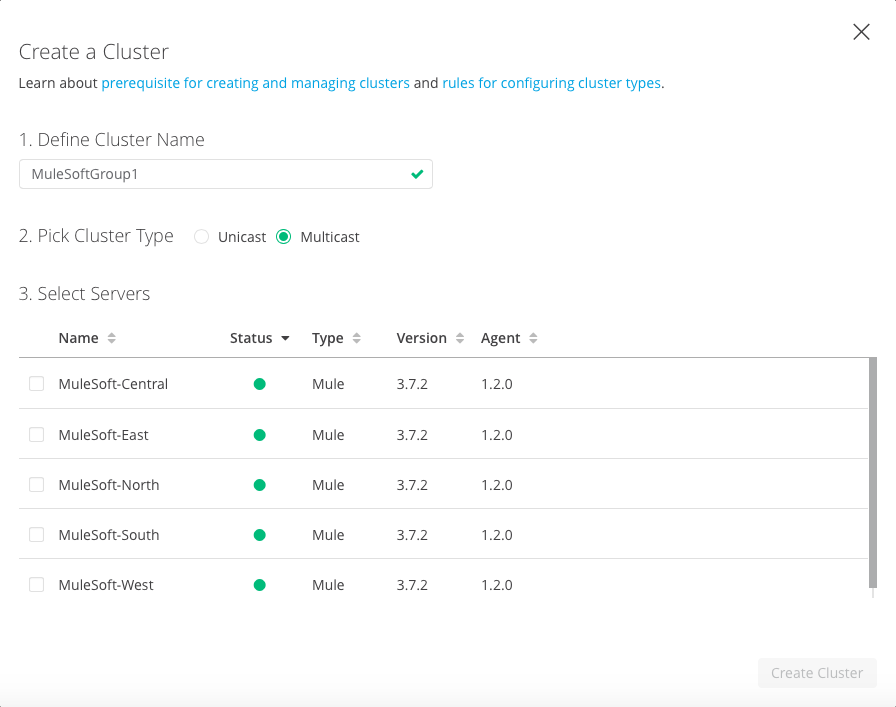 Create a Cluster
Learn about prerequisite for creating and managing clusters and rules for configuring cluster types.
1. Define Cluster Name
MuleSoftGroup1
2. Pick Cluster Type Unicast Multicast
3. Select Servers
Name Status Type Version Agent
MuleSoft-Central Mule 3.7.2 1.2.0
MuleSoft-East Mule 3.7.2 1.2.0
MuleSoft-North Mule 3.7.2 1.2.0
MuleSoft-South Mule 3.7.2 1.2.0
MuleSoft-West Mule 3.7.2 1.2.0
Create Cluster